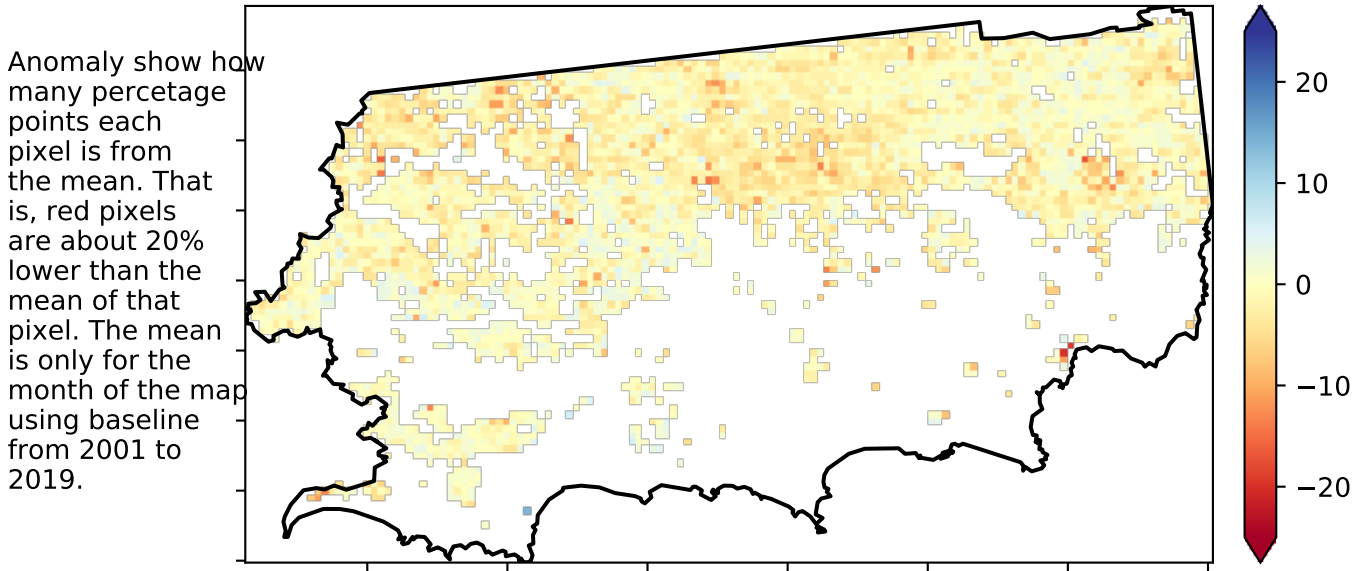 Anomaly show how
many percetage
points each
pixel is from
the mean. That
is, red pixels
are about 20%
lower than the
mean of that
pixel. The mean
is only for the
month of the map
using baseline
from 2001 to
2019.
20
10
0
−10
−20